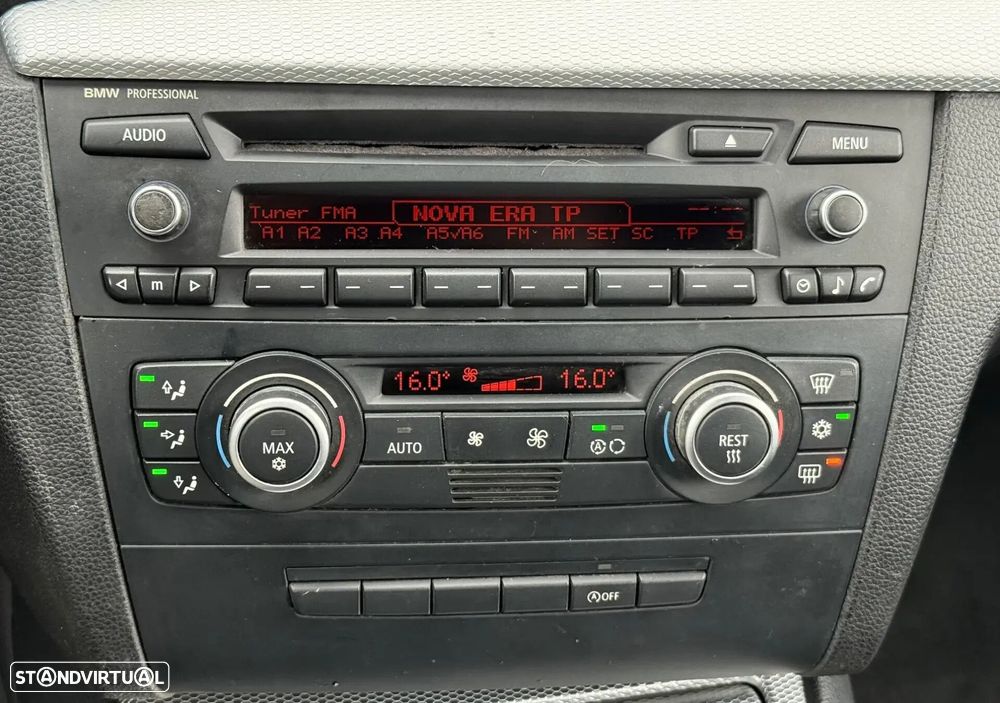 BMW PROFESSIONAL
AUDIO
MENU
Tuner FMA NOVA ERA TP --:--
A1 A2 A3 A4 A5√A6 FM AM SET SC TP
m
16.0° 16.0°
MAX
AUTO
A
REST
A OFF
STANDVIRTUAL